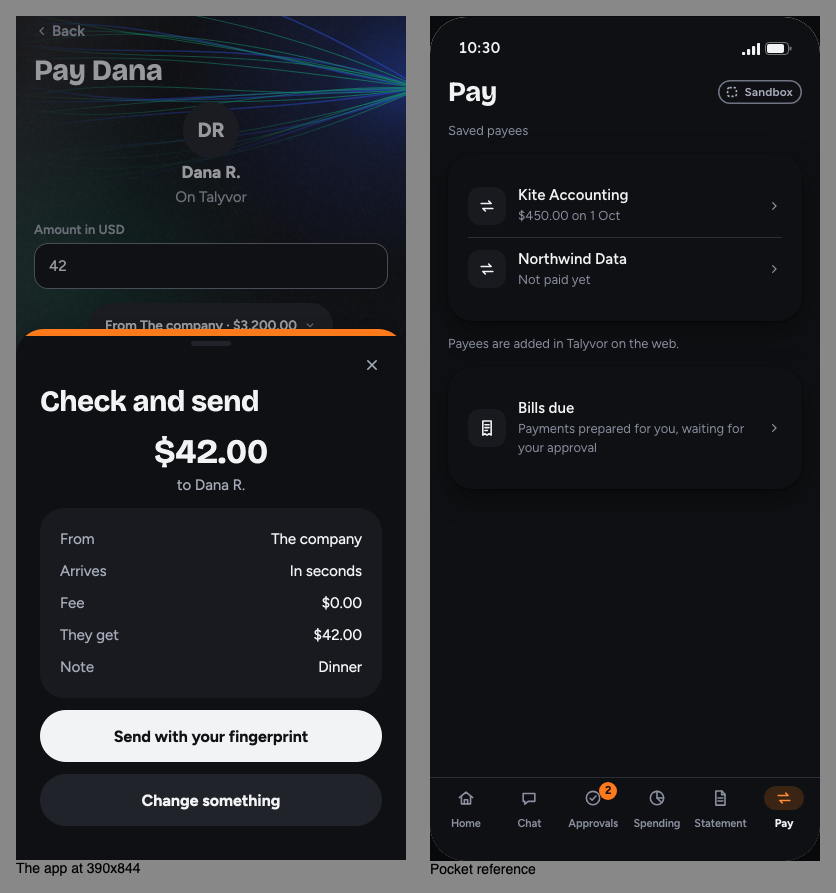 Back
Pay Dana
DR
Dana R.
On Talyvor
Amount in USD
42
From The company · $3,200.00
Check and send
$42.00
to Dana R.
From The company
Arrives In seconds
Fee $0.00
They get $42.00
Note Dinner
Send with your fingerprint
Change something
The app at 390x844
10:30
Pay
Sandbox
Saved payees
Kite Accounting
$450.00 on 1 Oct
Northwind Data
Not paid yet
Payees are added in Talyvor on the web.
Bills due
Payments prepared for you, waiting for
your approval
2
Home Chat Approvals Spending Statement Pay
Pocket reference